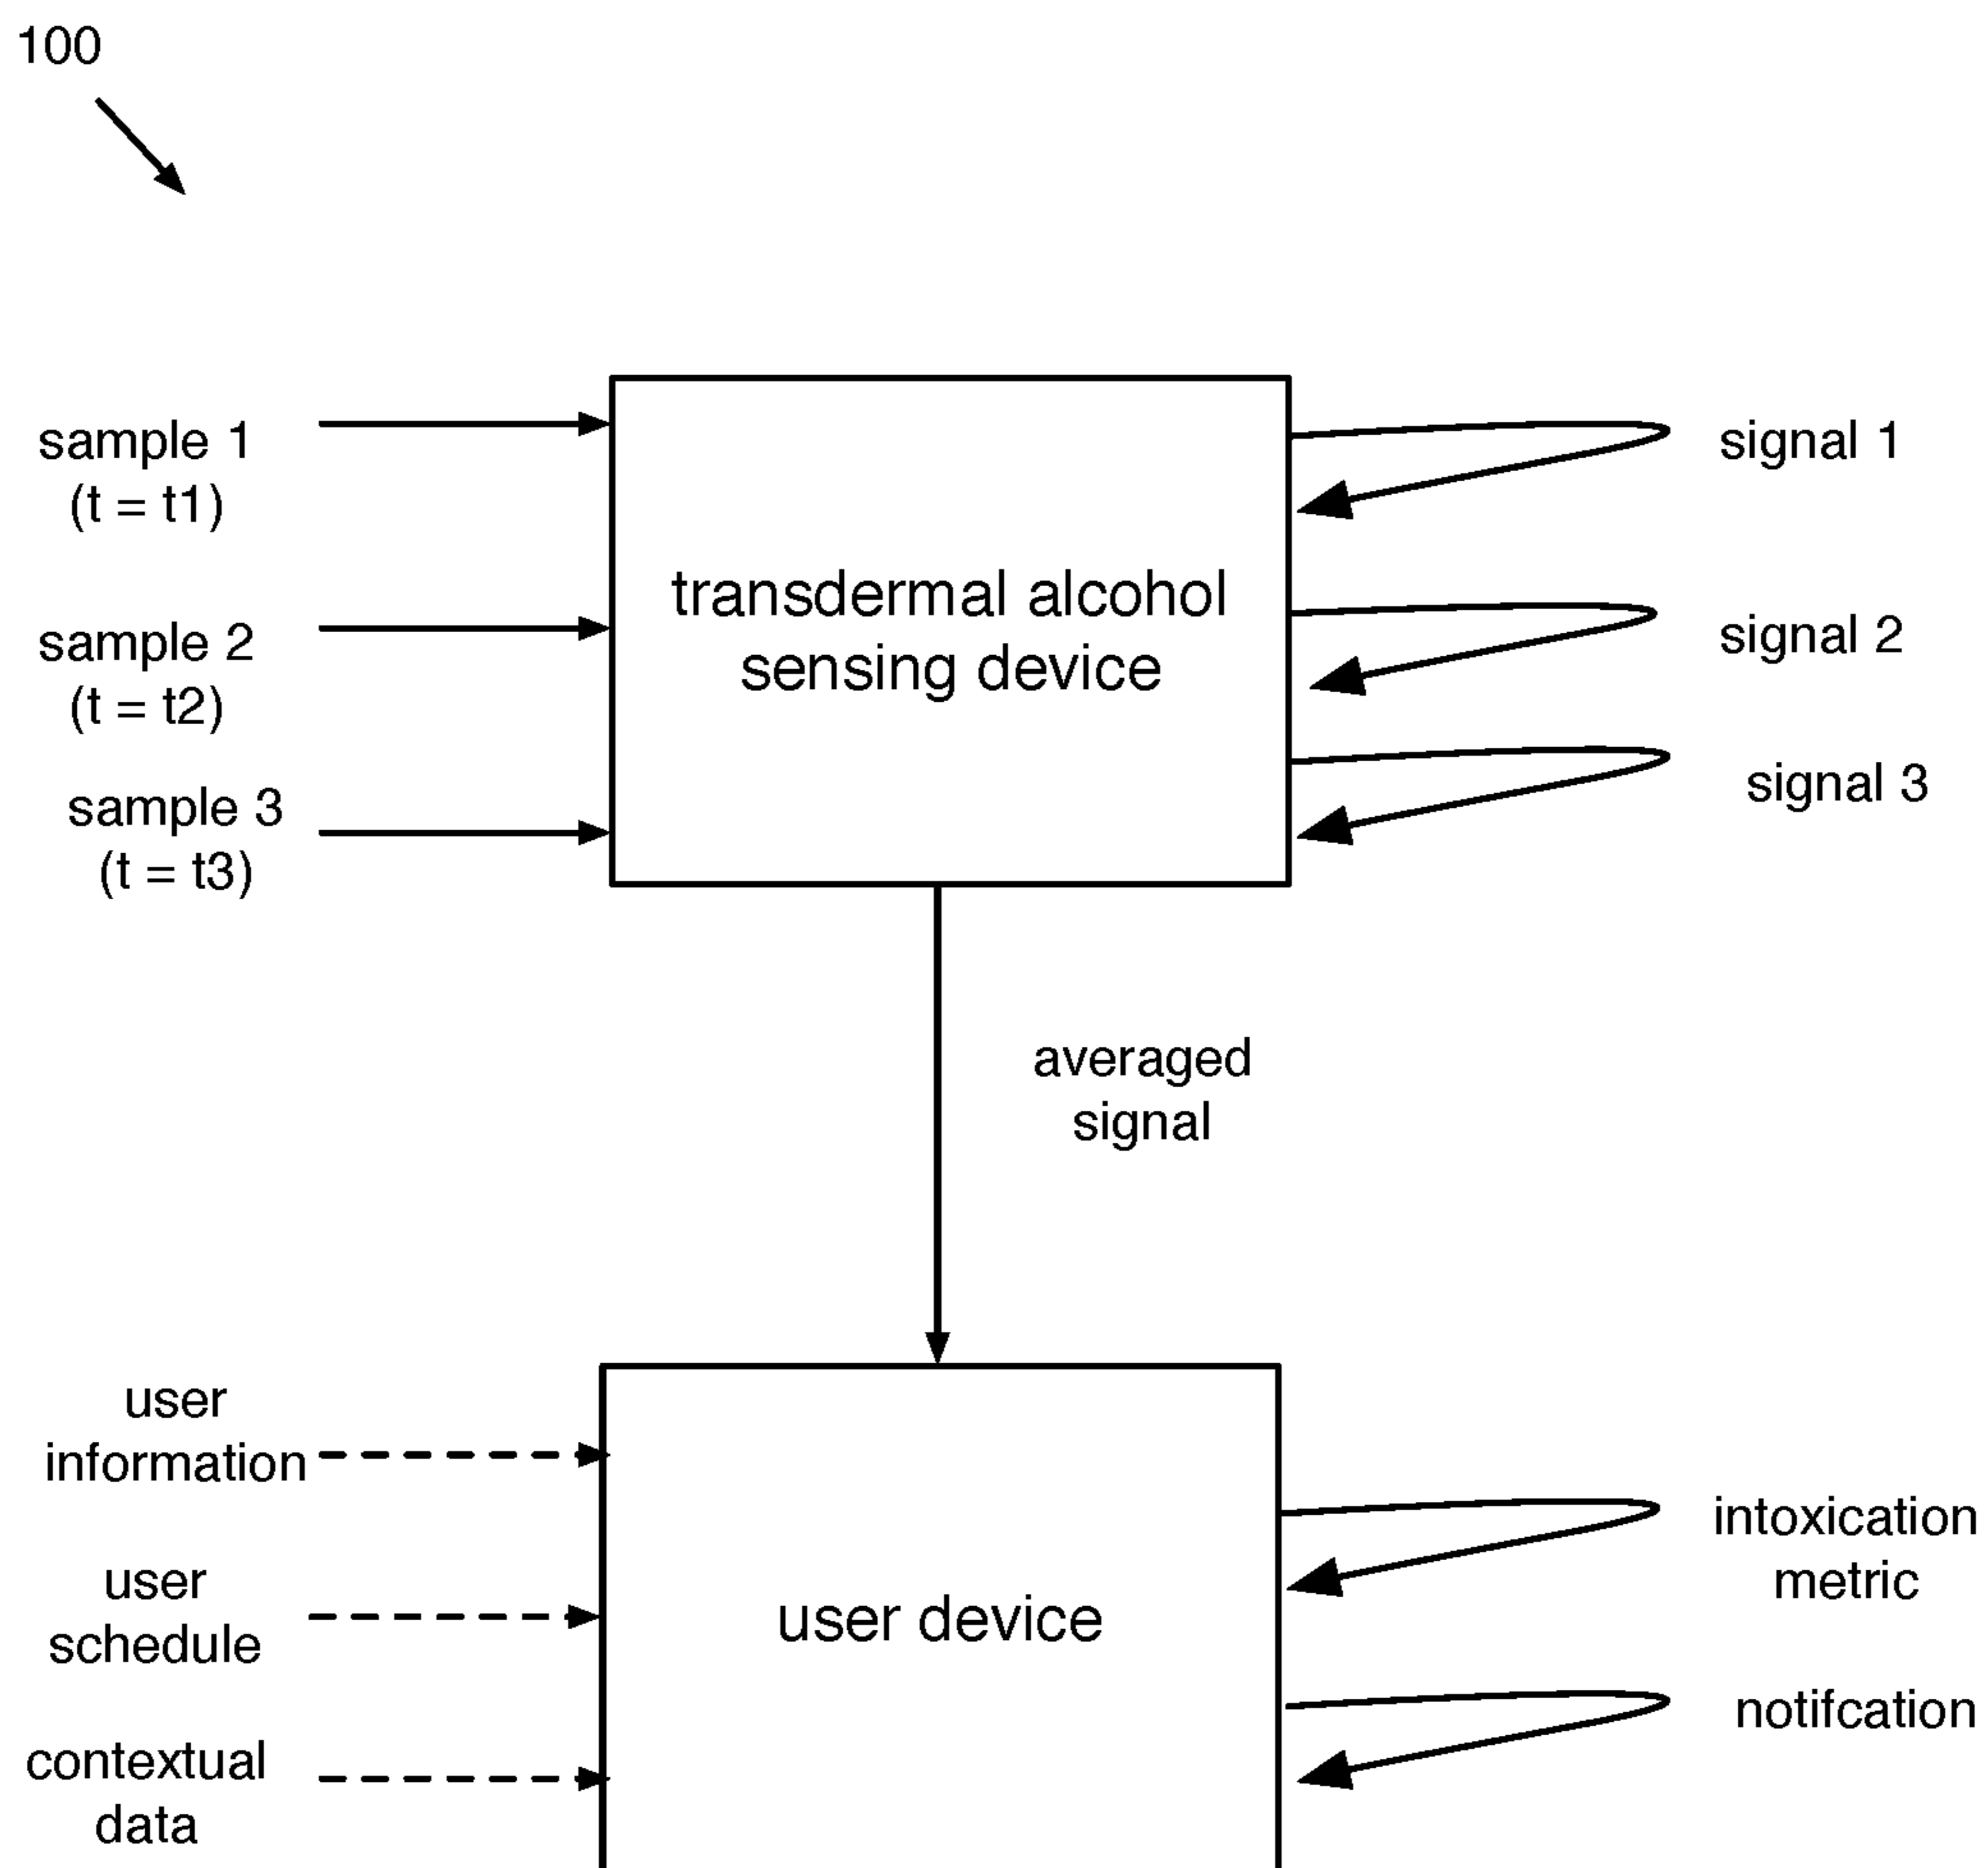 100
sample 1
(t = t1)
signal 1
transdermal alcohol
sensing device
sample 2
(t = t2)
signal 2
sample 3
(t = t3)
signal 3
averaged
signal
user
information
user
schedule
contextual
data
user device
intoxication
metric
notifcation